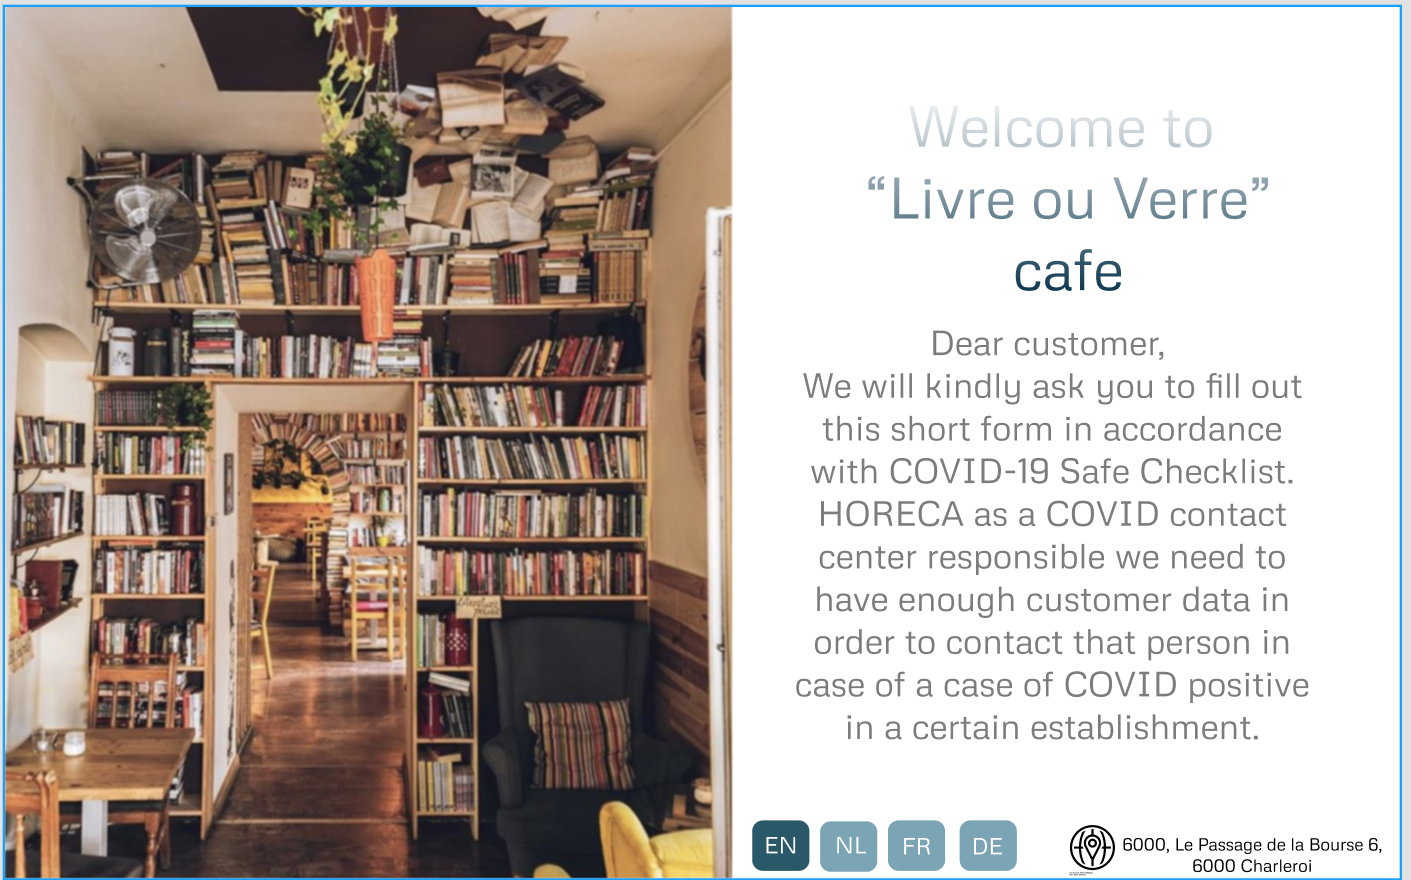 Welcome to
“Livre ou Verre”
cafe
Dear customer,
We will kindly ask you to fill out
this short form in accordance
with COVID-19 Safe Checklist.
HORECA as a COVID contact
center responsible we need to
have enough customer data in
order to contact that person in
case of a case of COVID positive
in a certain establishment.
EN NL FR DE
6000, Le Passage de la Bourse 6,
6000 Charleroi